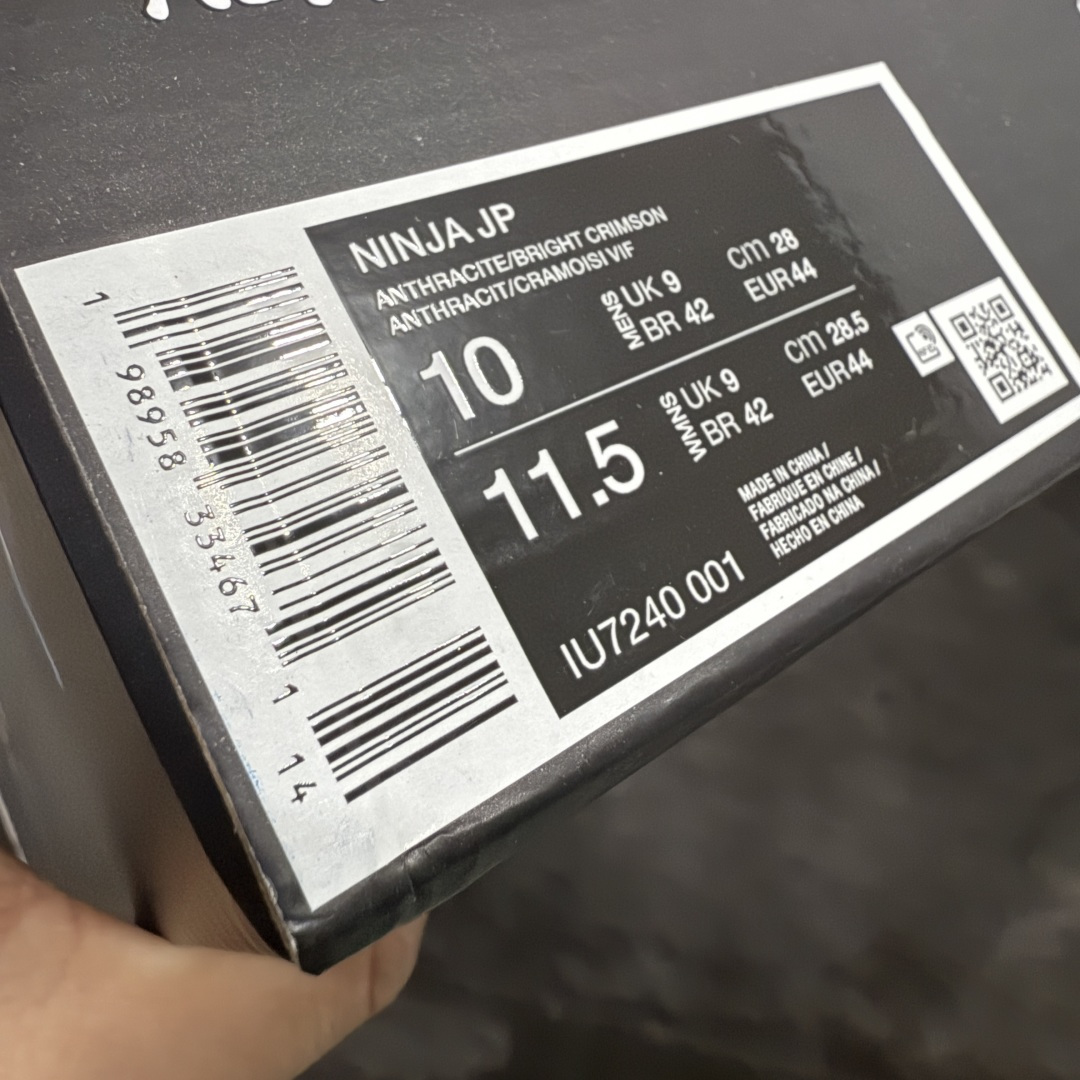 NINJA JP
ANTHRACITE/BRIGHT CRIMSON
ANTHRACIT/CRAMOISI VIF
10
MENS
UK 9
BR 42
cm 28
EUR 44
11.5
WMNS
UK 9
BR 42
cm 28.5
EUR 44
MADE IN CHINA /
FABRIQUE EN CHINE /
FABRICADO NA CHINA /
HECHO EN CHINA
IU7240 001
1 98958 33467 1 14